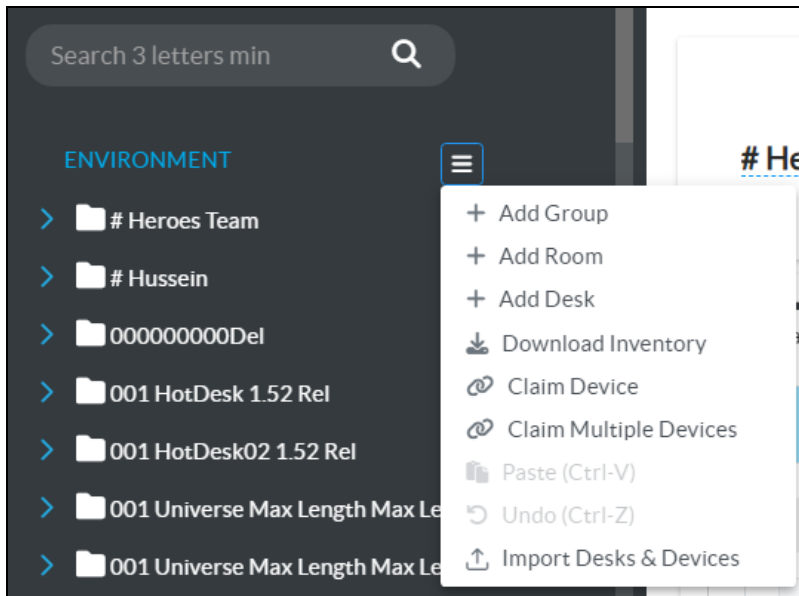 Search 3 letters min
ENVIRONMENT
# He
# Heroes Team
# Hussein
000000000Del
001 HotDesk 1.52 Rel
001 HotDesk02 1.52 Rel
001 Universe Max Length Max Le
001 Universe Max Length Max Le
Add Group
Add Room
Add Desk
Download Inventory
Claim Device
Claim Multiple Devices
Paste (Ctrl-V)
Undo (Ctrl-Z)
Import Desks & Devices